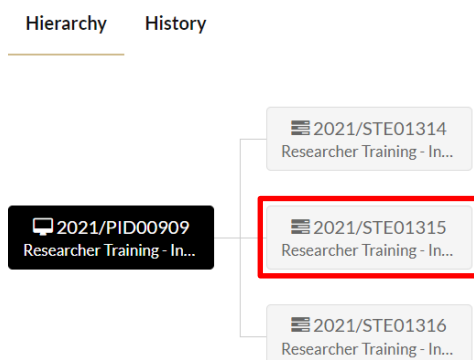 Hierarchy History
2021/STE01314
Researcher Training - In...
2021/PID00909
Researcher Training - In...
2021/STE01315
Researcher Training - In...
2021/STE01316
Researcher Training - In...